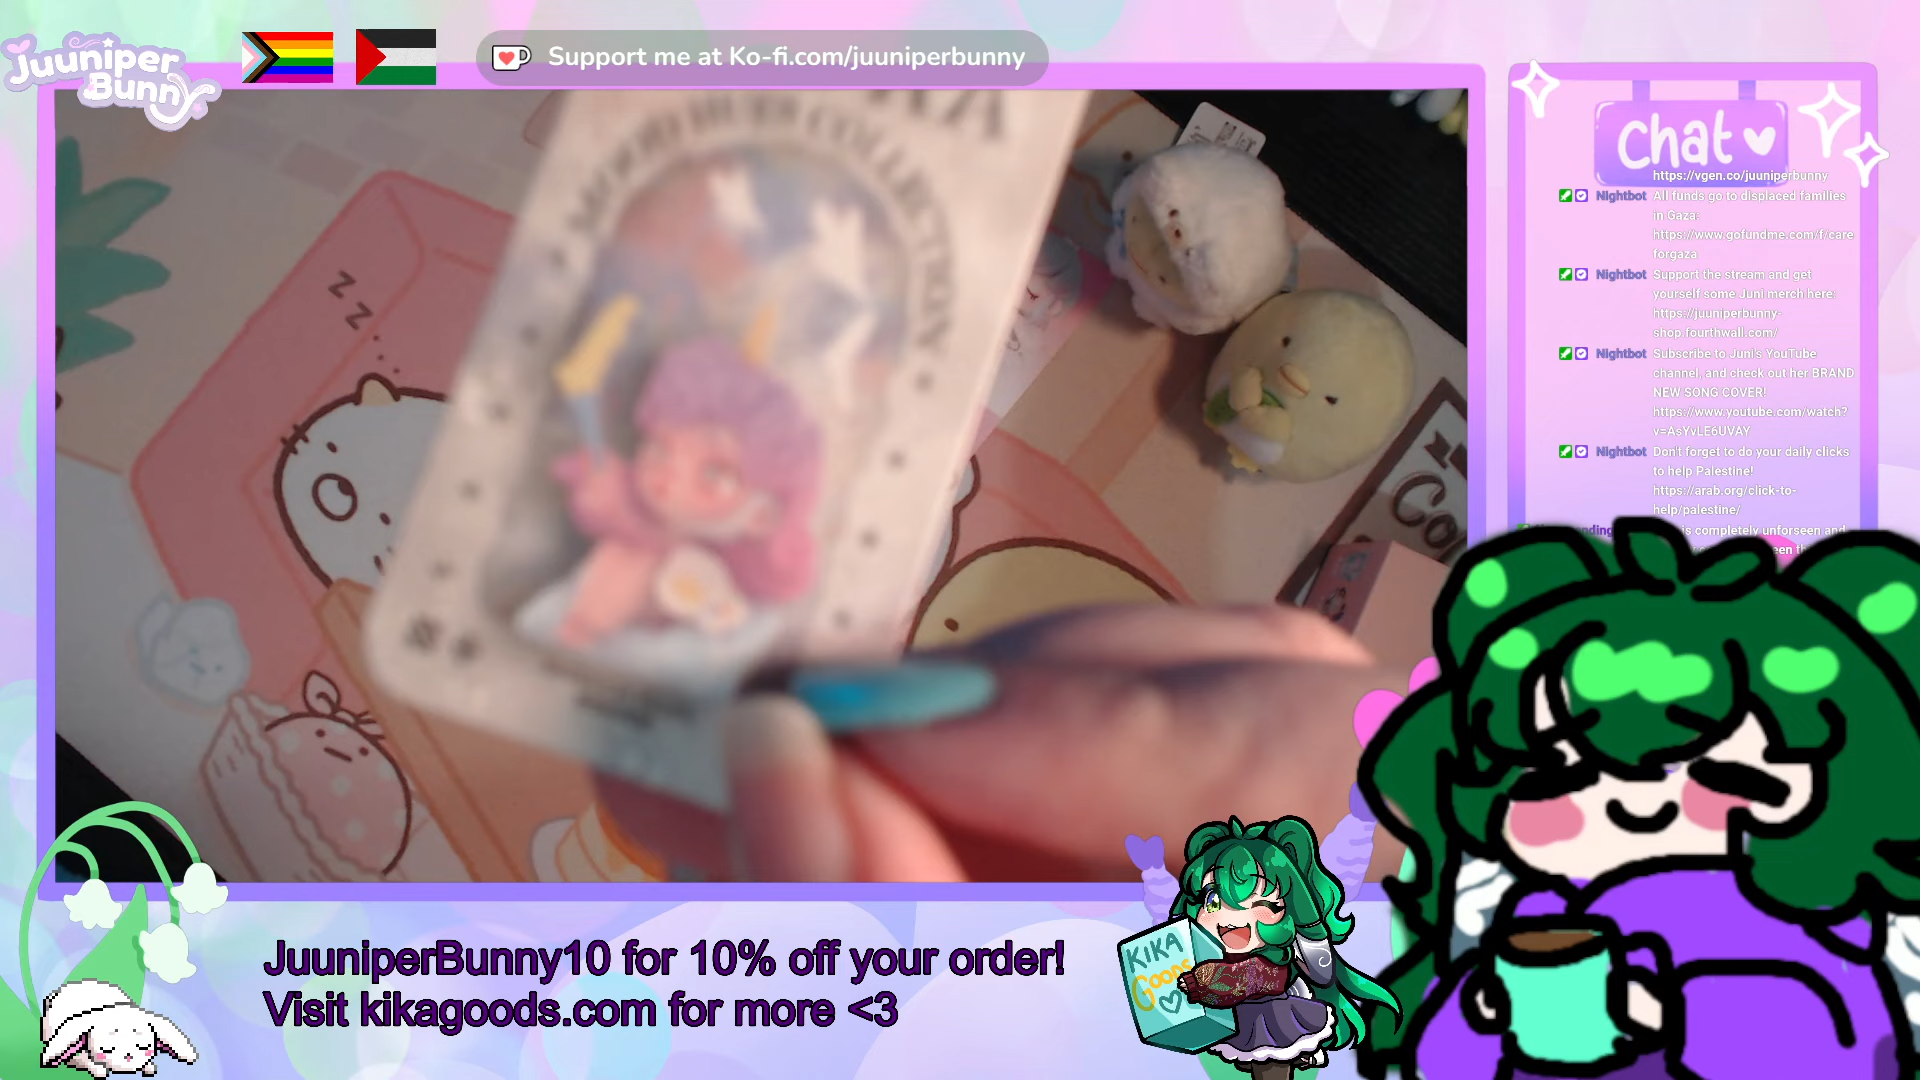 Juuniper
Bunny
Support me at Ko-fi.com/juuniperbunny
COLLECTION
Z Z
Z Z
Chat
https://vgen.co/juuniperbunny
Nightbot All funds go to displaced families
in Gaza:
https://www.gofundme.com/f/care
forgaza
Nightbot Support the stream and get
yourself some Juni merch here:
https://juuniperbunny-
shop.fourthwall.com/
Nightbot Subscribe to Juni's YouTube
channel, and check out her BRAND
NEW SONG COVER!
https://www.youtube.com/watch?
v=AsYvLE6UVAY
Nightbot Don't forget to do your daily clicks
to help Palestine!
https://arab.org/click-to-
help/palestine/
is completely unforseen and
KIKA
Goods
JuuniperBunny10 for 10% off your order!
Visit kikagoods.com for more <3